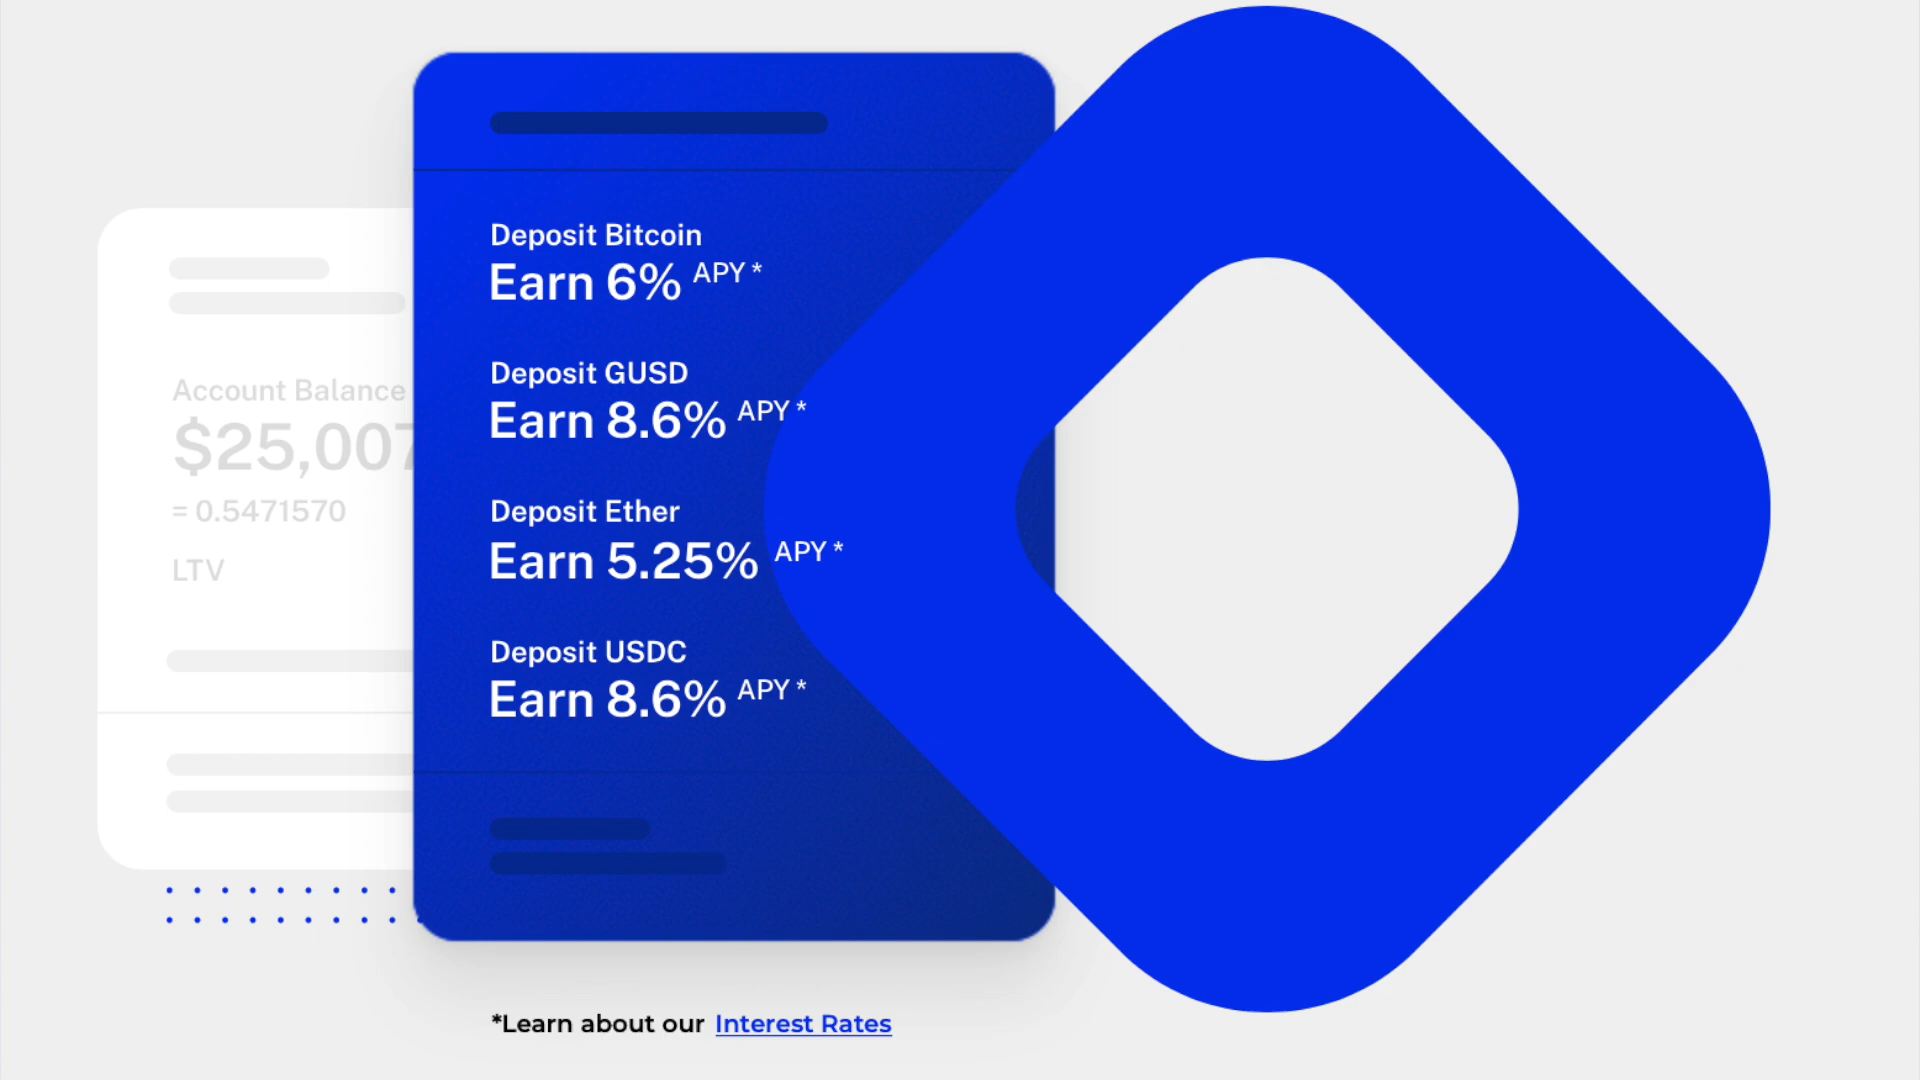 Account Balance
$25,007
= 0.5471570
LTV
Deposit Bitcoin
Earn 6% APY *
Deposit GUSD
Earn 8.6% APY *
Deposit Ether
Earn 5.25% APY *
Deposit USDC
Earn 8.6% APY *
*Learn about our Interest Rates